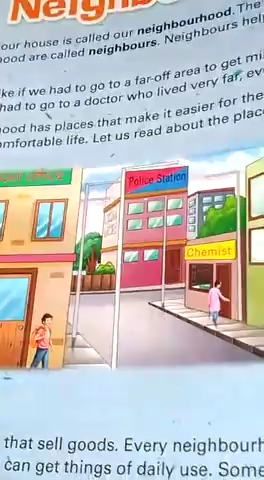 Neighb
our house is called our neighbourhood. The
ood are called neighbours. Neighbours help
ke if we had to go to a far-off area to get mi
had to go to a doctor who lived very far, ev
ood has places that make it easier for the
omfortable life. Let us read about the plac
ost Office
Police Station
Chemist
that sell goods. Every neighbourh
can get things of daily use. Some